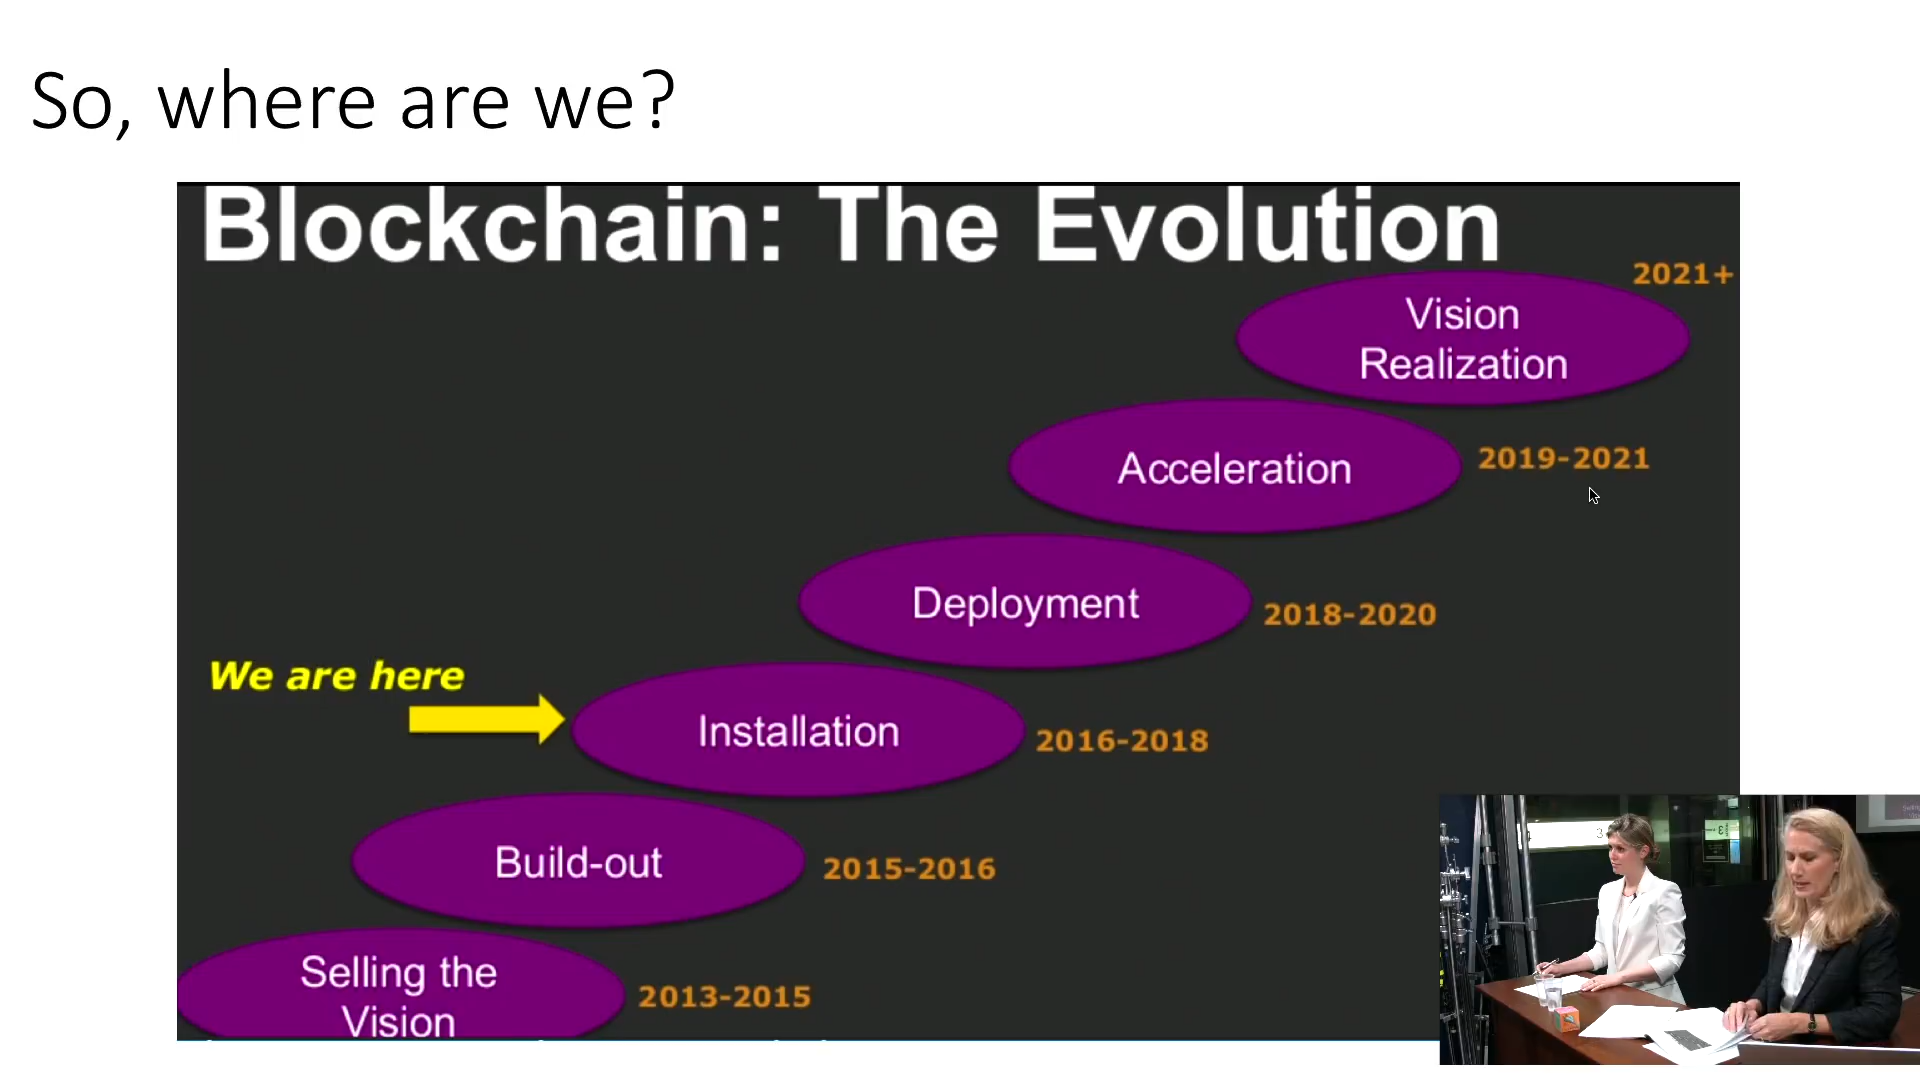 So, where are we?
Blockchain: The Evolution
2021+
Vision
Realization
Acceleration
2019-2021
Deployment
2018-2020
We are here
Installation
2016-2018
Build-out
2015-2016
Selling the
Vision
2013-2015